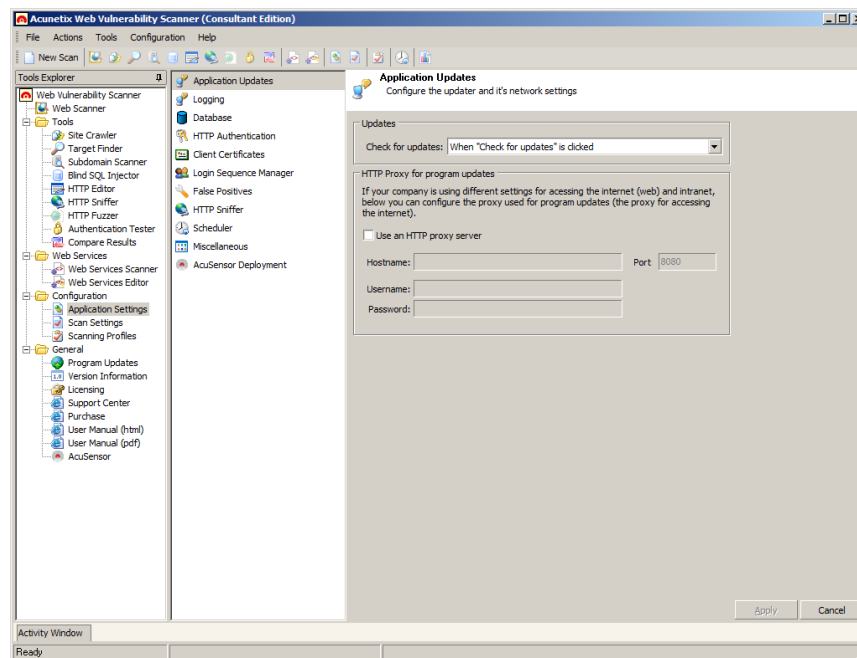 Acunetix Web Vulnerability Scanner (Consultant Edition)
File Actions Tools Configuration Help
New Scan
Tools Explorer
Web Vulnerability Scanner
Web Scanner
Tools
Site Crawler
Target Finder
Subdomain Scanner
Blind SQL Injector
HTTP Editor
HTTP Sniffer
HTTP Fuzzer
Authentication Tester
Compare Results
Web Services
Web Services Scanner
Web Services Editor
Configuration
Application Settings
Scan Settings
Scanning Profiles
General
Program Updates
1.0 Version Information
Licensing
Support Center
Purchase
User Manual (html)
User Manual (pdf)
AcuSensor
Application Updates
Logging
Database
HTTP Authentication
Client Certificates
Login Sequence Manager
False Positives
HTTP Sniffer
Scheduler
Miscellaneous
AcuSensor Deployment
Application Updates
Configure the updater and it's network settings
Updates
Check for updates: When "Check for updates" is clicked
HTTP Proxy for program updates
If your company is using different settings for acessing the internet (web) and intranet,
below you can configure the proxy used for program updates (the proxy for accessing
the internet).
Use an HTTP proxy server
Hostname: Port 8080
Username:
Password:
Apply Cancel
Activity Window
Ready